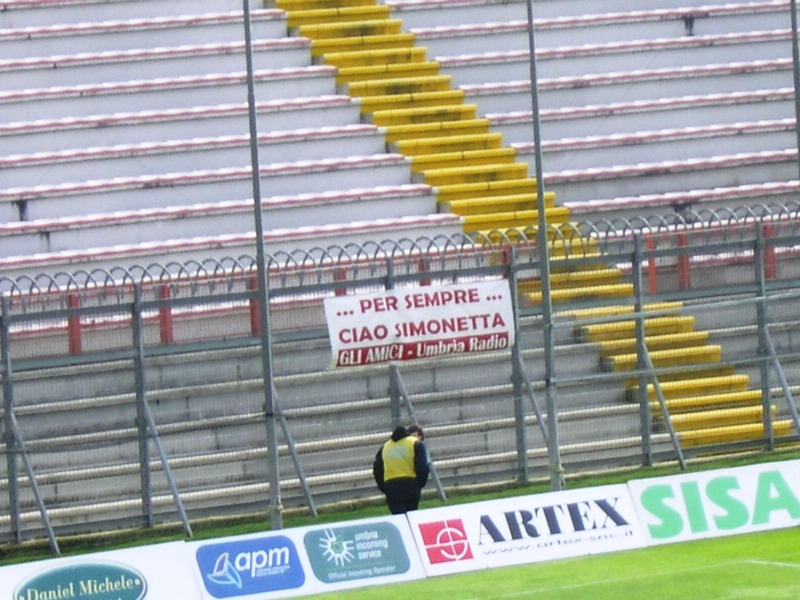 ... PER SEMPRE ...
CIAO SIMONETTA
GLI AMICI - Umbria Radio
Daniel Michele
apm
umbria
incoming
service
Official Incoming Operator
ARTEX
www.artex-snc.it
SISA